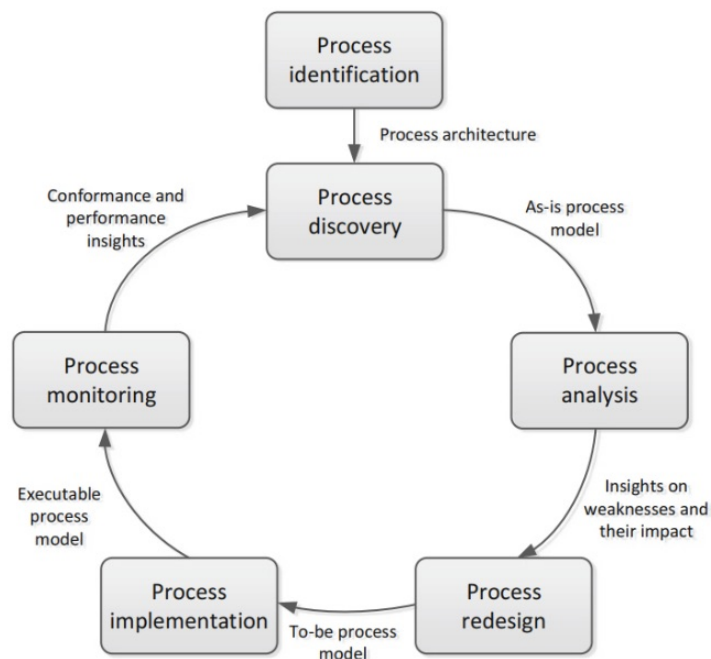 Process
identification
Process architecture
Process
discovery
As-is process
model
Process
analysis
Insights on
weaknesses and
their impact
Process
redesign
To-be process
model
Process
implementation
Executable
process
model
Process
monitoring
Conformance and
performance
insights